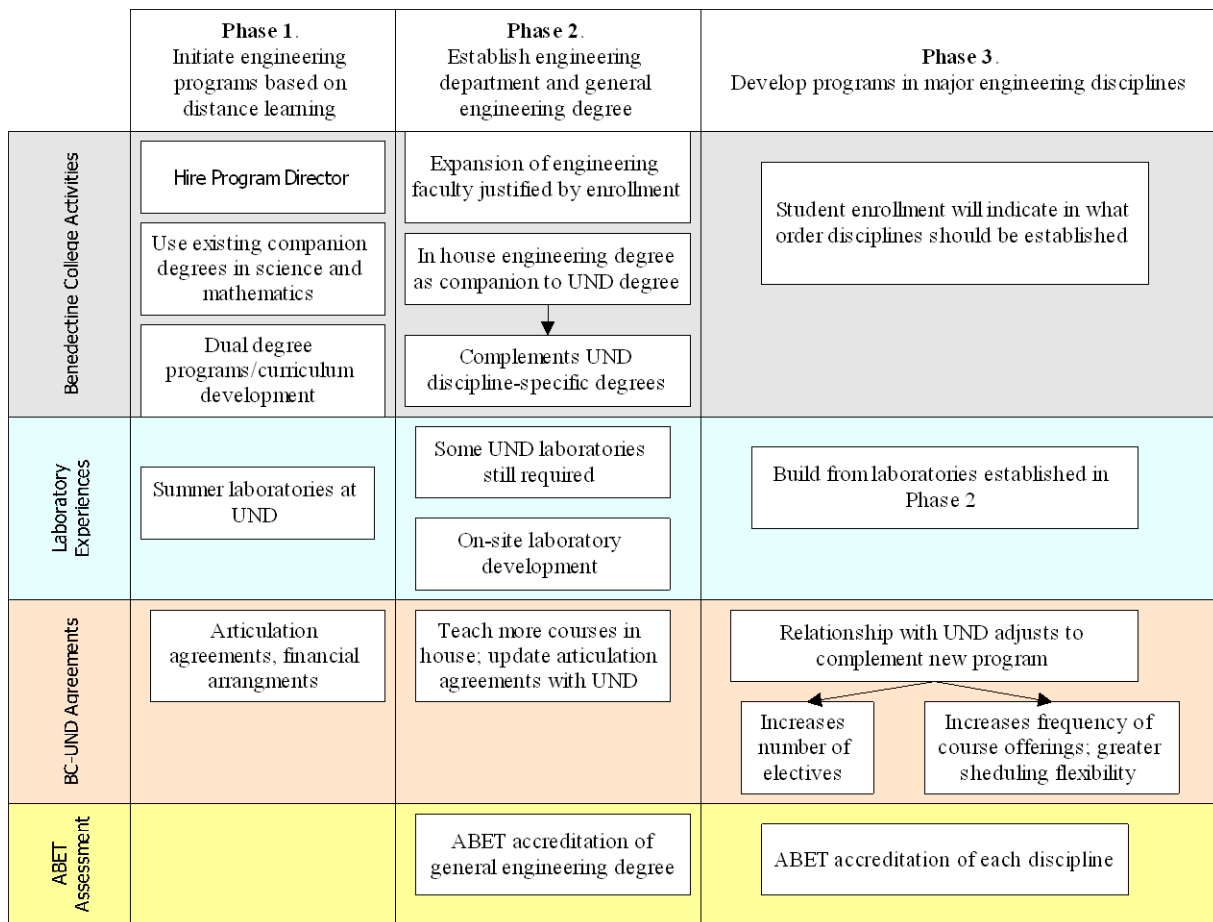 Phase 1.
Initiate engineering
programs based on
distance learning
Phase 2.
Establish engineering
department and general
engineering degree
Phase 3.
Develop programs in major engineering disciplines
Benedectine College Activities
Hire Program Director
Use existing companion
degrees in science and
mathematics
Dual degree
programs/curriculum
development
Expansion of engineering
faculty justified by enrollment
In house engineering degree
as companion to UND degree
Complements UND
discipline-specific degrees
Student enrollment will indicate in what
order disciplines should be established
Laboratory
Experiences
Summer laboratories at
UND
Some UND laboratories
still required
On-site laboratory
development
Build from laboratories established in
Phase 2
BC-UND Agreements
Articulation
agreements, financial
arrangments
Teach more courses in
house; update articulation
agreements with UND
Relationship with UND adjusts to
complement new program
Increases
number of
electives
Increases frequency of
course offerings; greater
sheduling flexibility
ABET
Assessment
ABET accreditation of
general engineering degree
ABET accreditation of each discipline